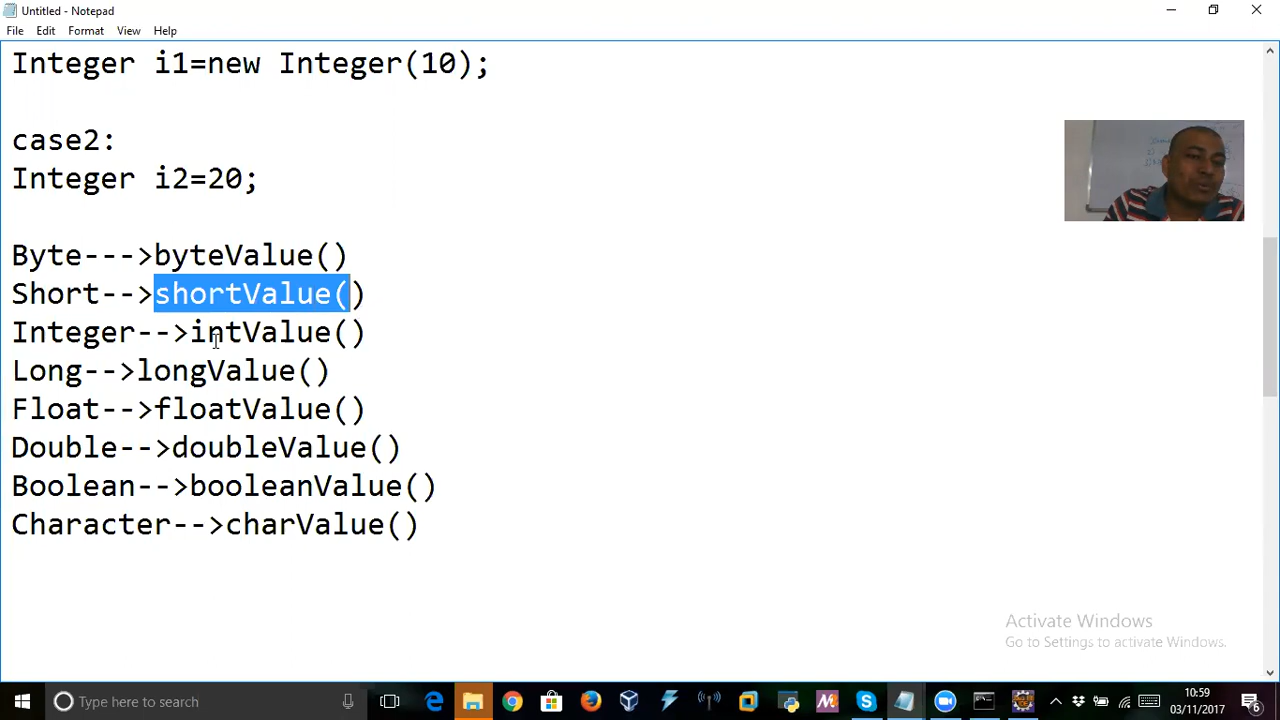 Untitled - Notepad
File Edit Format View Help
Integer i1=new Integer(10);
case2:
Integer i2=20;
Byte--->byteValue()
Short-->shortValue()
Integer-->intValue()
Long-->longValue()
Float-->floatValue()
Double-->doubleValue()
Boolean-->booleanValue()
Character-->charValue()
Activate Windows
Go to Settings to activate Windows.
Type here to search
10:59
03/11/2017
6